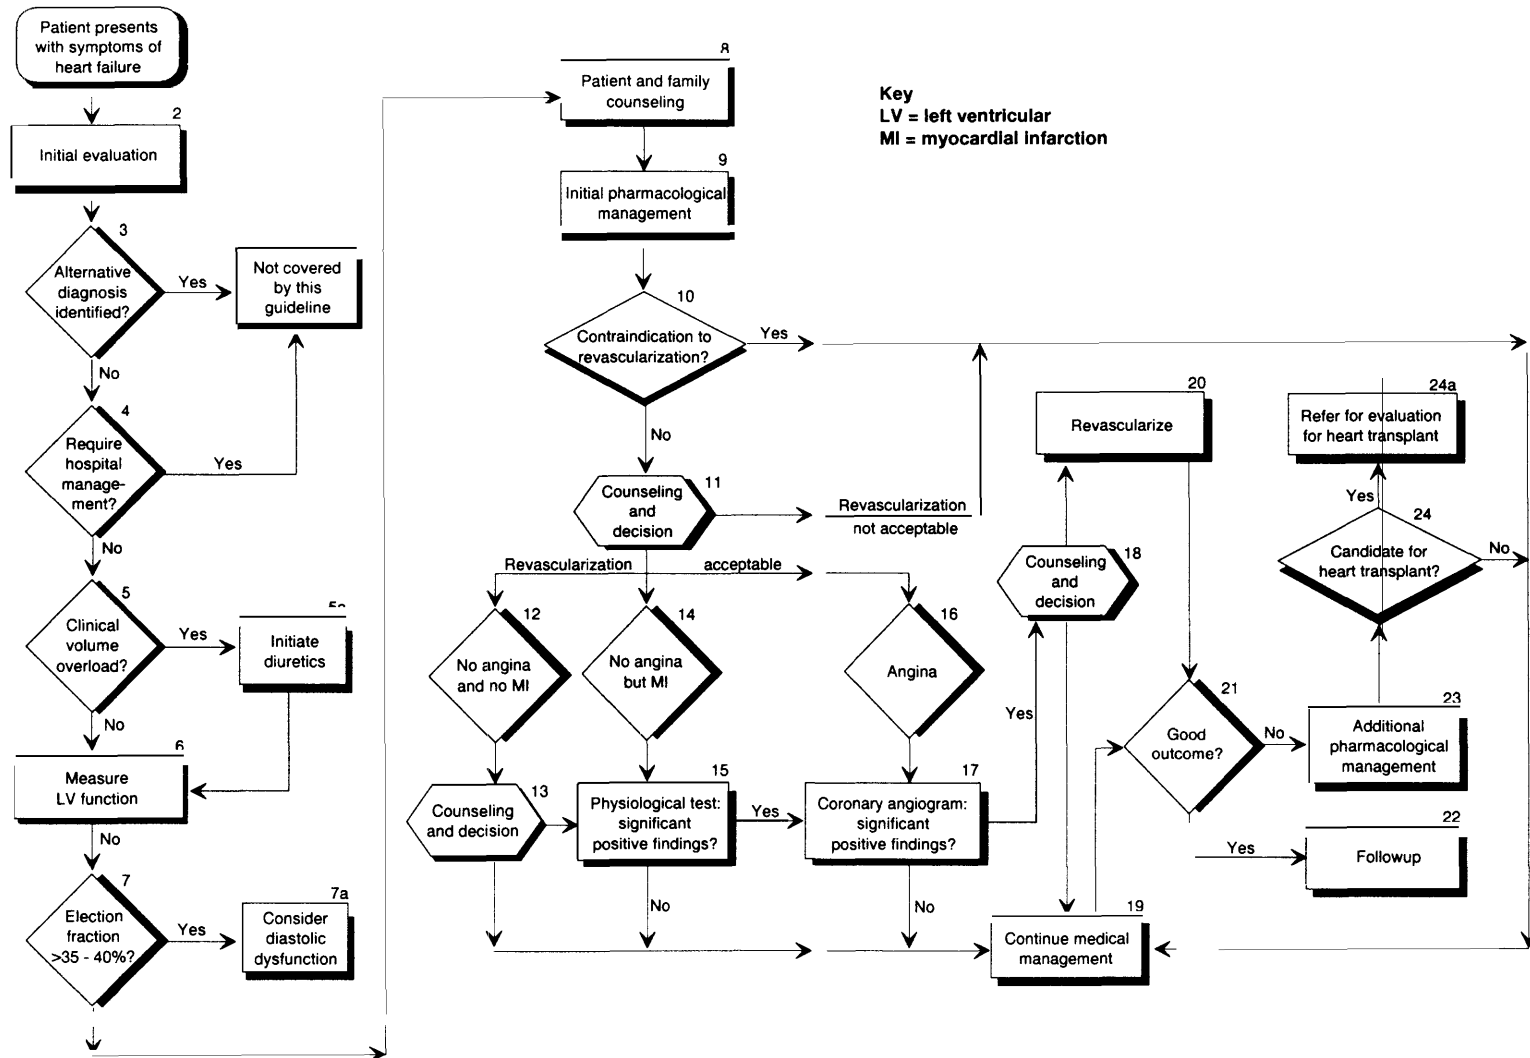 Patient presents
with symptoms of
heart failure
2
Initial evaluation
3
Alternative
diagnosis
identified?
Yes
Not covered
by this
guideline
No
4
Require
hospital
manage-
ment?
Yes
No
5
Clinical
volume
overload?
Yes
Initiate
diuretics
No
6
Measure
LV function
No
7
Election
fraction
>35 - 40%?
Yes
7a
Consider
diastolic
dysfunction
8
Patient and family
counseling
9
Initial pharmacological
management
10
Contraindication to
revascularization?
Yes
No
11
Counseling
and
decision
Revascularization
not acceptable
Revascularization acceptable
12
No angina
and no MI
14
No angina
but MI
16
Angina
13
Counseling
and decision
15
Physiological test:
significant
positive findings?
Yes
No
17
Coronary angiogram:
significant
positive findings?
Yes
No
18
Counseling
and
decision
19
Continue medical
management
20
Revascularize
21
Good
outcome?
No
Yes
22
Followup
23
Additional
pharmacological
management
24
Candidate for
heart transplant?
No
Yes
24a
Refer for evaluation
for heart transplant
Key
LV = left ventricular
MI = myocardial infarction